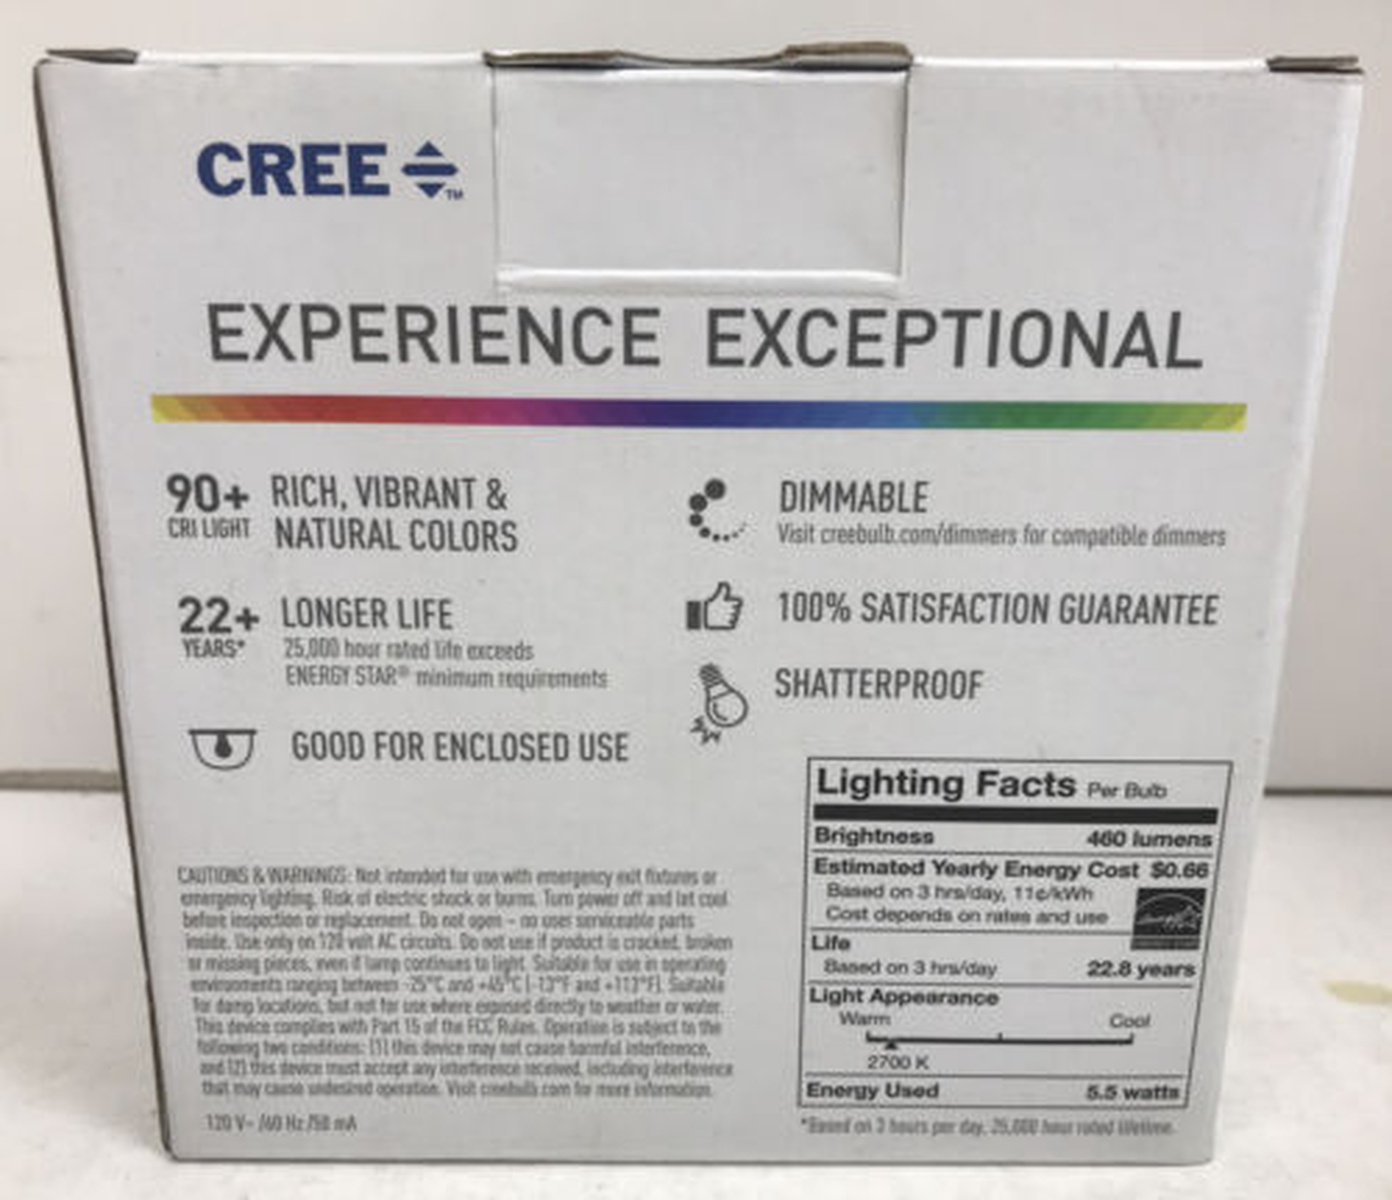 CREE
TM
EXPERIENCE EXCEPTIONAL
90+
CRI LIGHT
RICH, VIBRANT &
NATURAL COLORS
22+
YEARS*
LONGER LIFE
25,000 hour rated life exceeds
ENERGY STAR® minimum requirements
GOOD FOR ENCLOSED USE
DIMMABLE
Visit creebulb.com/dimmers for compatible dimmers
100% SATISFACTION GUARANTEE
SHATTERPROOF
CAUTIONS & WARNINGS: Not intended for use with emergency exit fixtures or
emergency lighting. Risk of electric shock or burns. Turn power off and let cool
before inspection or replacement. Do not open – no user serviceable parts
inside. Use only on 120 volt AC circuits. Do not use if product is cracked, broken
or missing pieces, even if lamp continues to light. Suitable for use in operating
environments ranging between -25°C and +45°C (-13°F and +113°F). Suitable
for damp locations, but not for use where exposed directly to weather or water.
This device complies with Part 15 of the FCC Rules. Operation is subject to the
following two conditions: (1) this device may not cause harmful interference,
and (2) this device must accept any interference received, including interference
that may cause undesired operation. Visit creebulb.com for more information.
120 V~ /60 Hz /50 mA
Lighting Facts Per Bulb
Brightness 460 lumens
Estimated Yearly Energy Cost $0.66
Based on 3 hrs/day, 11¢/kWh
Cost depends on rates and use
Life
Based on 3 hrs/day 22.8 years
Light Appearance
Warm Cool
2700 K
Energy Used 5.5 watts
*Based on 3 hours per day, 25,000 hour rated lifetime.